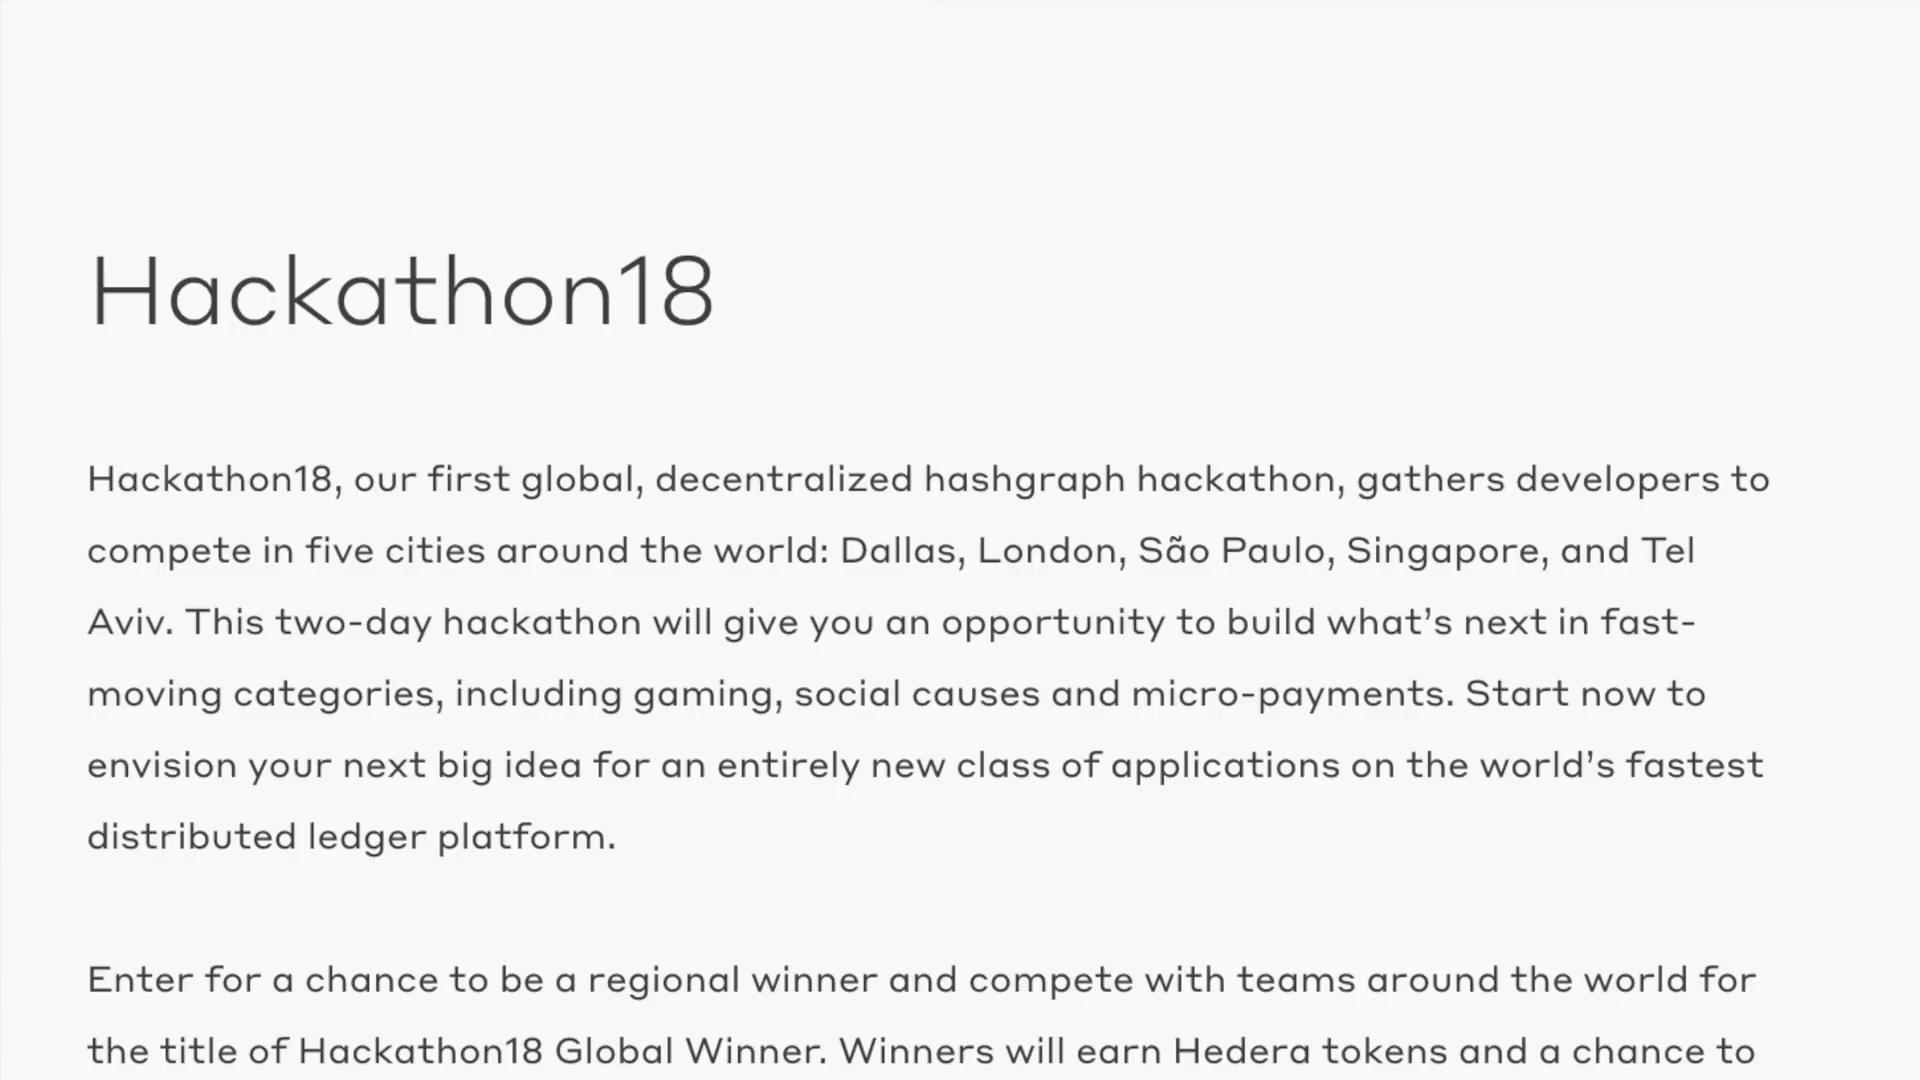 Hackathon18
Hackathon18, our first global, decentralized hashgraph hackathon, gathers developers to
compete in five cities around the world: Dallas, London, São Paulo, Singapore, and Tel
Aviv. This two-day hackathon will give you an opportunity to build what’s next in fast-
moving categories, including gaming, social causes and micro-payments. Start now to
envision your next big idea for an entirely new class of applications on the world’s fastest
distributed ledger platform.
Enter for a chance to be a regional winner and compete with teams around the world for
the title of Hackathon18 Global Winner. Winners will earn Hedera tokens and a chance to